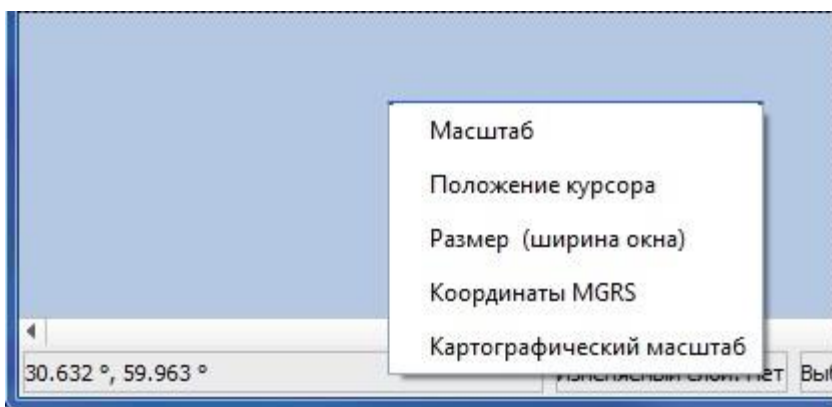 Масштаб
Положение курсора
Размер (ширина окна)
Координаты MGRS
Картографический масштаб
30.632 °, 59.963 °